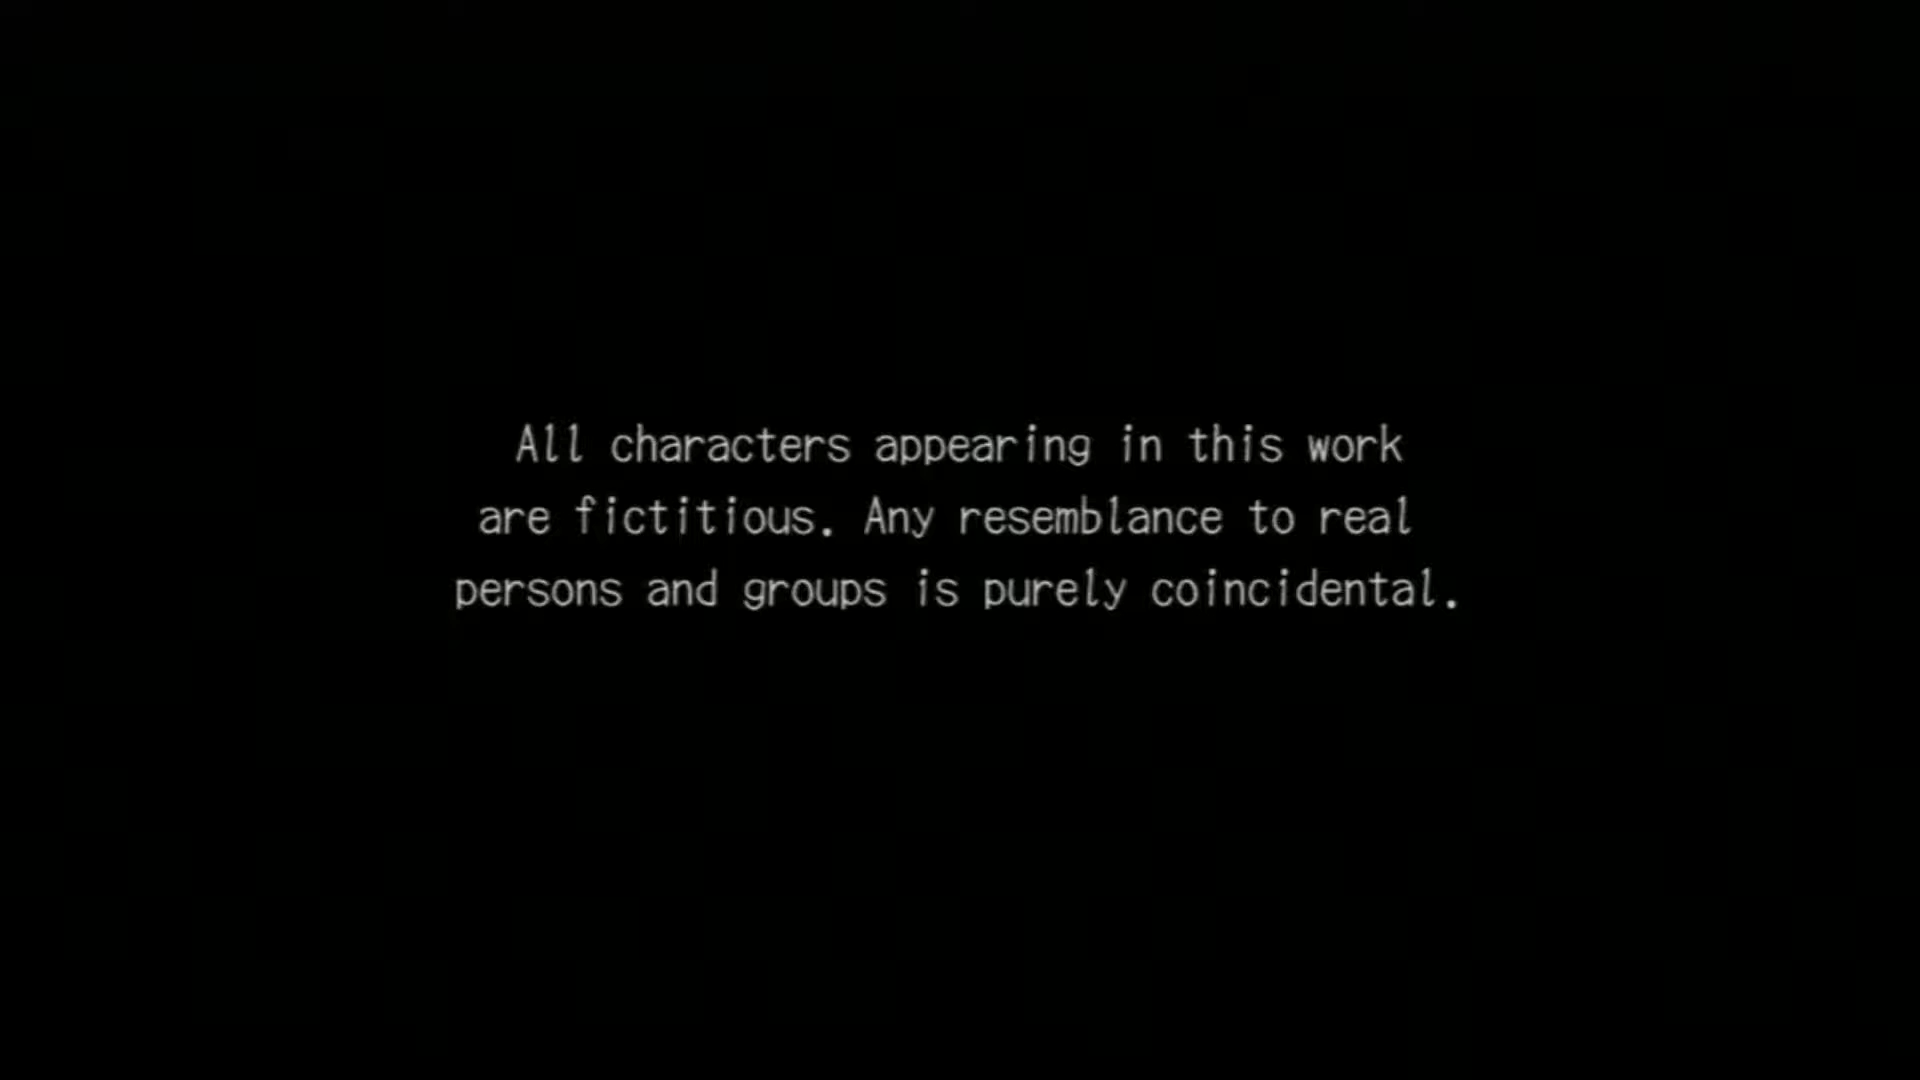 All characters appearing in this work
are fictitious. Any resemblance to real
persons and groups is purely coincidental.